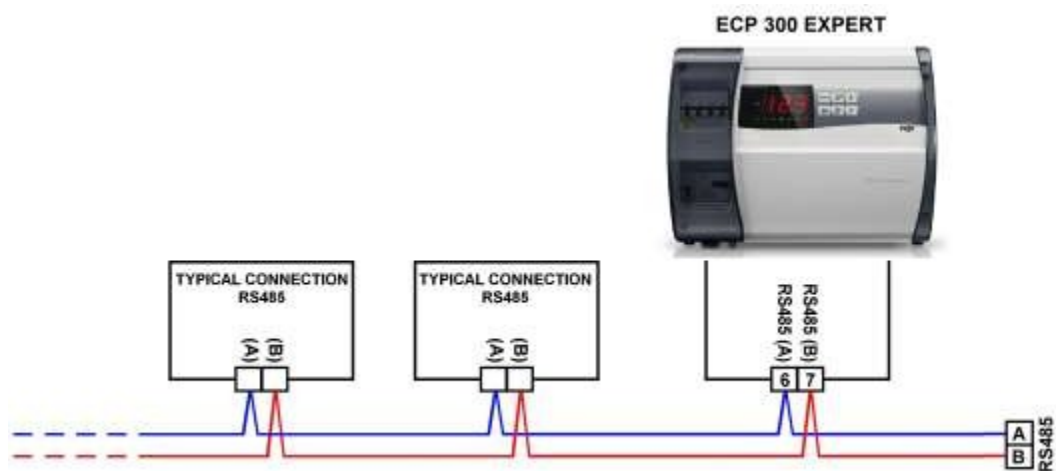 ECP 300 EXPERT
TYPICAL CONNECTION
RS485
(A)
(B)
TYPICAL CONNECTION
RS485
(A)
(B)
RS485 (A)
RS485 (B)
6
7
A
B
RS485